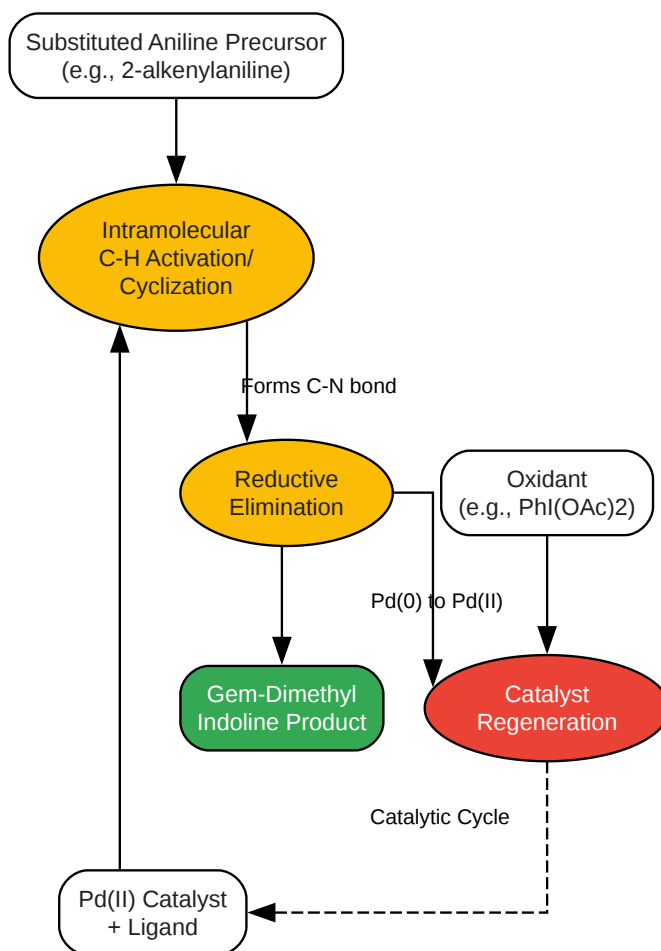 Substituted Aniline Precursor
(e.g., 2-alkenylaniline)
Intramolecular
C-H Activation/
Cyclization
Forms C-N bond
Reductive
Elimination
Oxidant
(e.g., PhI(OAc)2)
Pd(0) to Pd(II)
Gem-Dimethyl
Indoline Product
Catalyst
Regeneration
Catalytic Cycle
Pd(II) Catalyst
+ Ligand